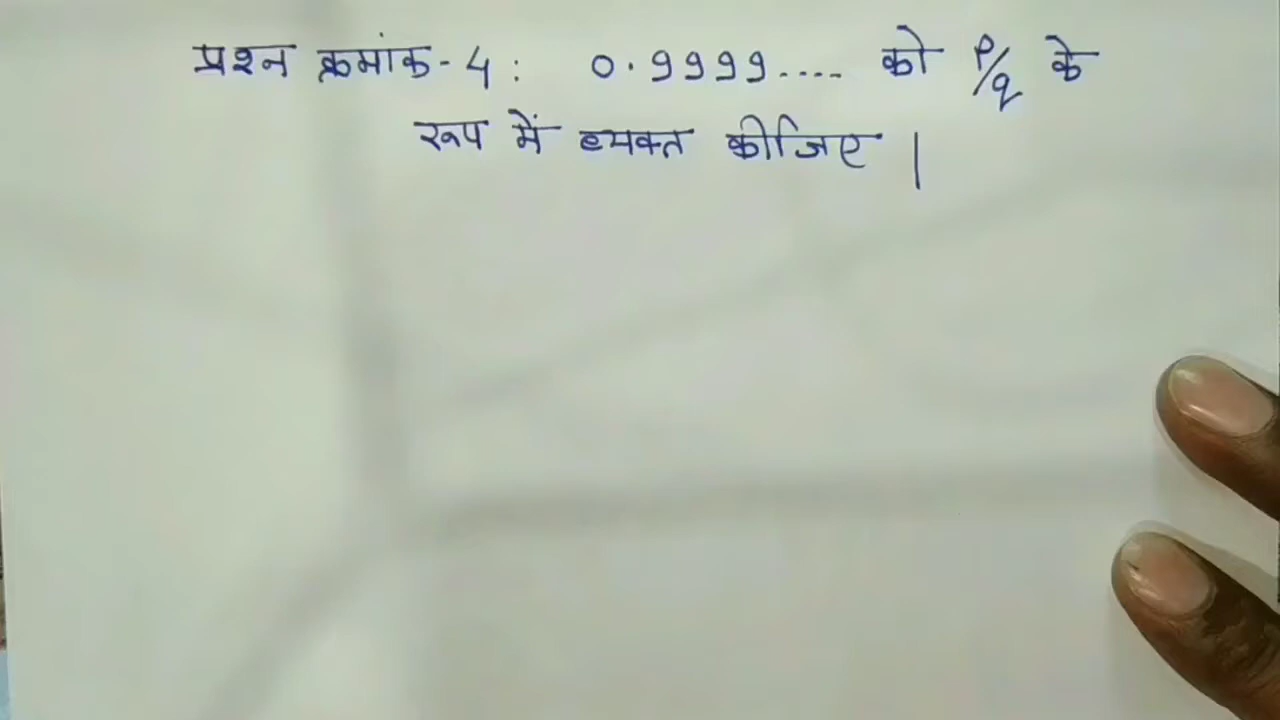 प्रश्न क्रमांक-4: 0.9999.... को P/q के
रूप में व्यक्त कीजिए |